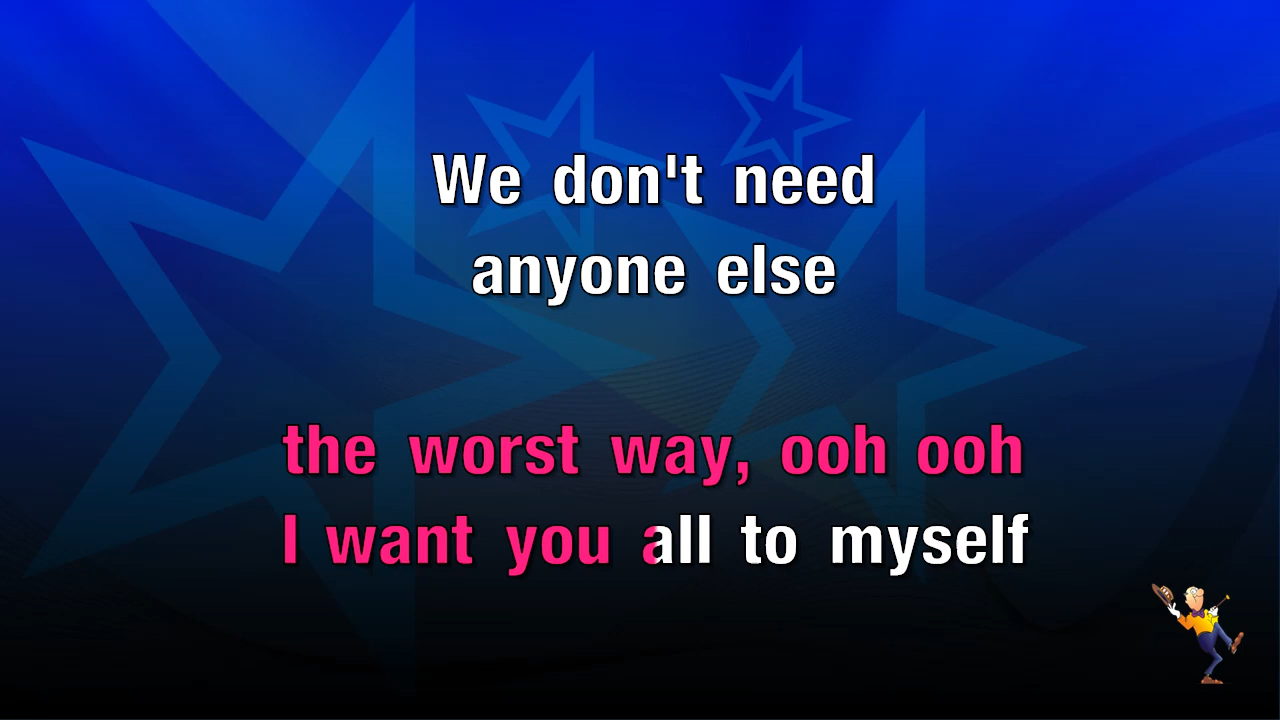 We don't need
anyone else
the worst way, ooh ooh
I want you all to myself